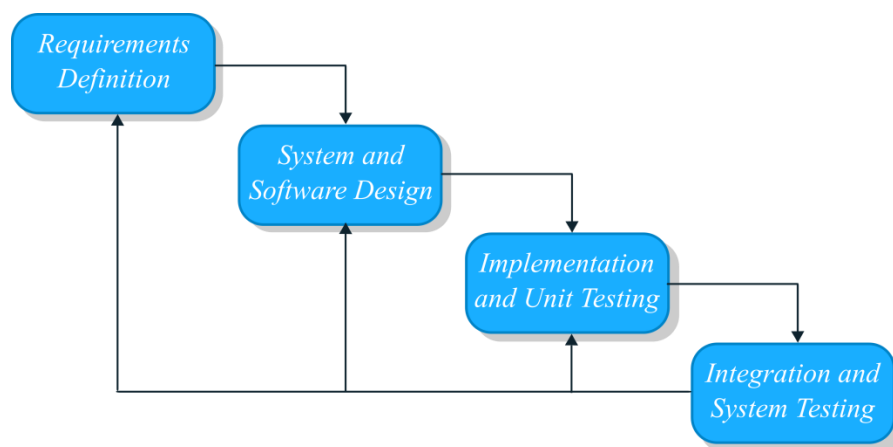 Requirements
Definition
System and
Software Design
Implementation
and Unit Testing
Integration and
System Testing